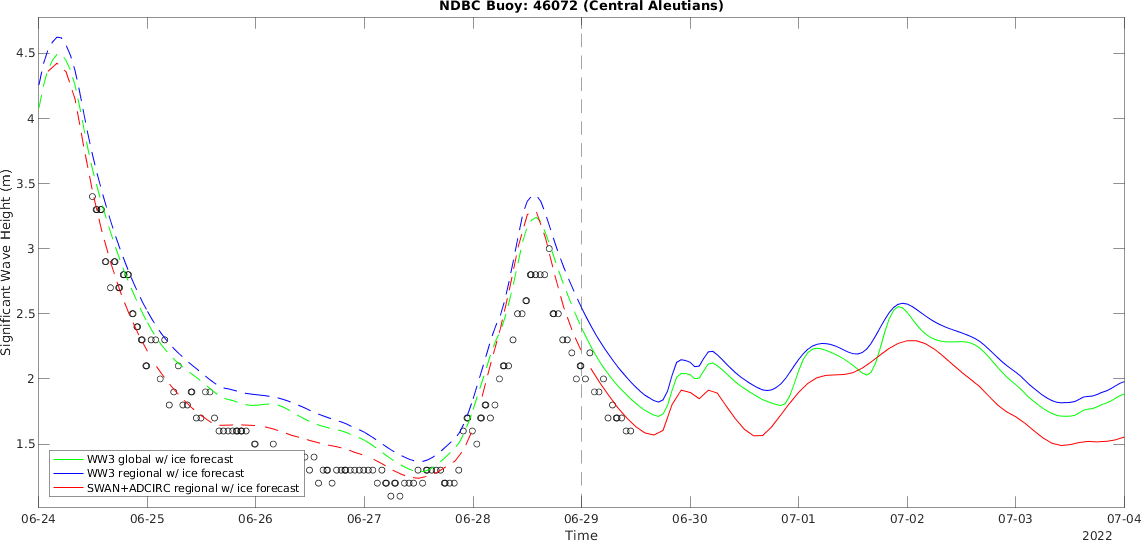 NDBC Buoy: 46072 (Central Aleutians)
4.5
4
3.5
3
2.5
2
1.5
Significant Wave Height (m)
WW3 global w/ ice forecast
WW3 regional w/ ice forecast
SWAN+ADCIRC regional w/ ice forecast
06-24 06-25 06-26 06-27 06-28 06-29 06-30 07-01 07-02 07-03 07-04
Time 2022